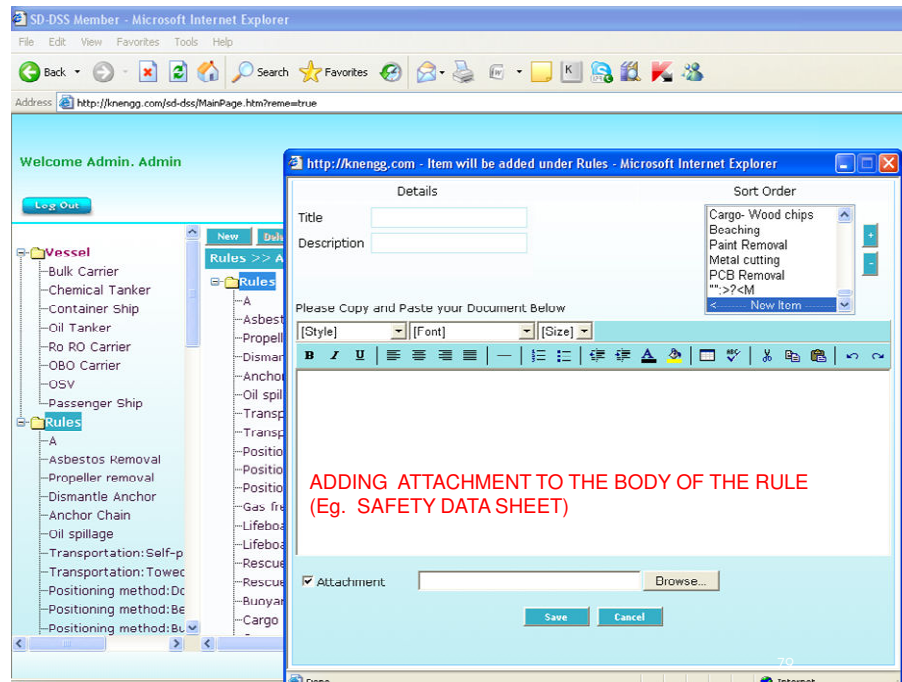 SD-DSS Member - Microsoft Internet Explorer
File Edit View Favorites Tools Help
Back Search Favorites
Address http://knengg.com/sd-dss/MainPage.htm?reme=true
Welcome Admin. Admin
Log Out
Vessel
Bulk Carrier
Chemical Tanker
Container Ship
Oil Tanker
Ro RO Carrier
OBO Carrier
OSV
Passenger Ship
Rules
A
Asbestos Removal
Propeller removal
Dismantle Anchor
Anchor Chain
Oil spillage
Transportation:Self-p
Transportation:Towed
Positioning method:Do
Positioning method:Be
Positioning method:Bu
New Dele
Rules >> A
Rules
A
Asbest
Propell
Disman
Anchor
Oil spil
Transp
Transp
Positio
Positio
Positio
Gas fre
Lifeboa
Lifeboa
Rescue
Rescue
Buoyan
Cargo
http://knengg.com - Item will be added under Rules - Microsoft Internet Explorer
Details
Title
Description
Sort Order
Cargo- Wood chips
Beaching
Paint Removal
Metal cutting
PCB Removal
"":>?<M
<-------- New Item --------
+
-
Please Copy and Paste your Document Below
[Style] [Font] [Size]
B I U
ADDING ATTACHMENT TO THE BODY OF THE RULE
(Eg. SAFETY DATA SHEET)
Attachment Browse...
Save Cancel
79
Done Internet